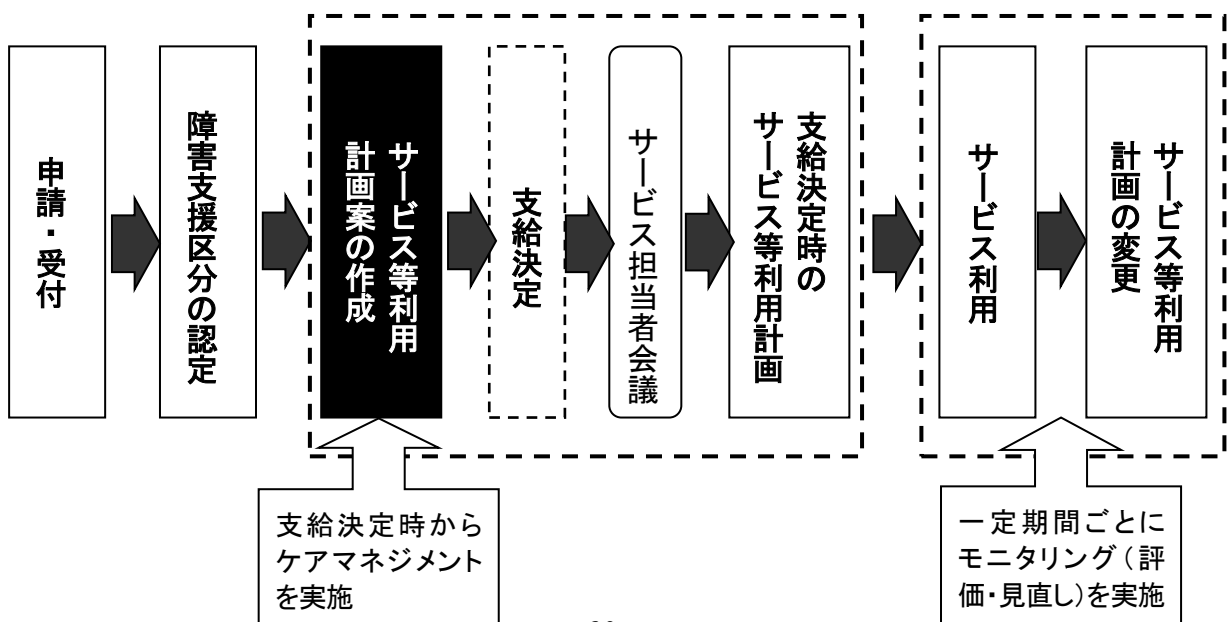 申請・受付
障害支援区分の認定
サービス等利用
計画案の作成
支給決定
サービス担当者会議
支給決定時の
サービス等利用計画
サービス利用
サービス等利用
計画の変更
支給決定時から
ケアマネジメント
を実施
一定期間ごとに
モニタリング（評
価・見直し）を実施